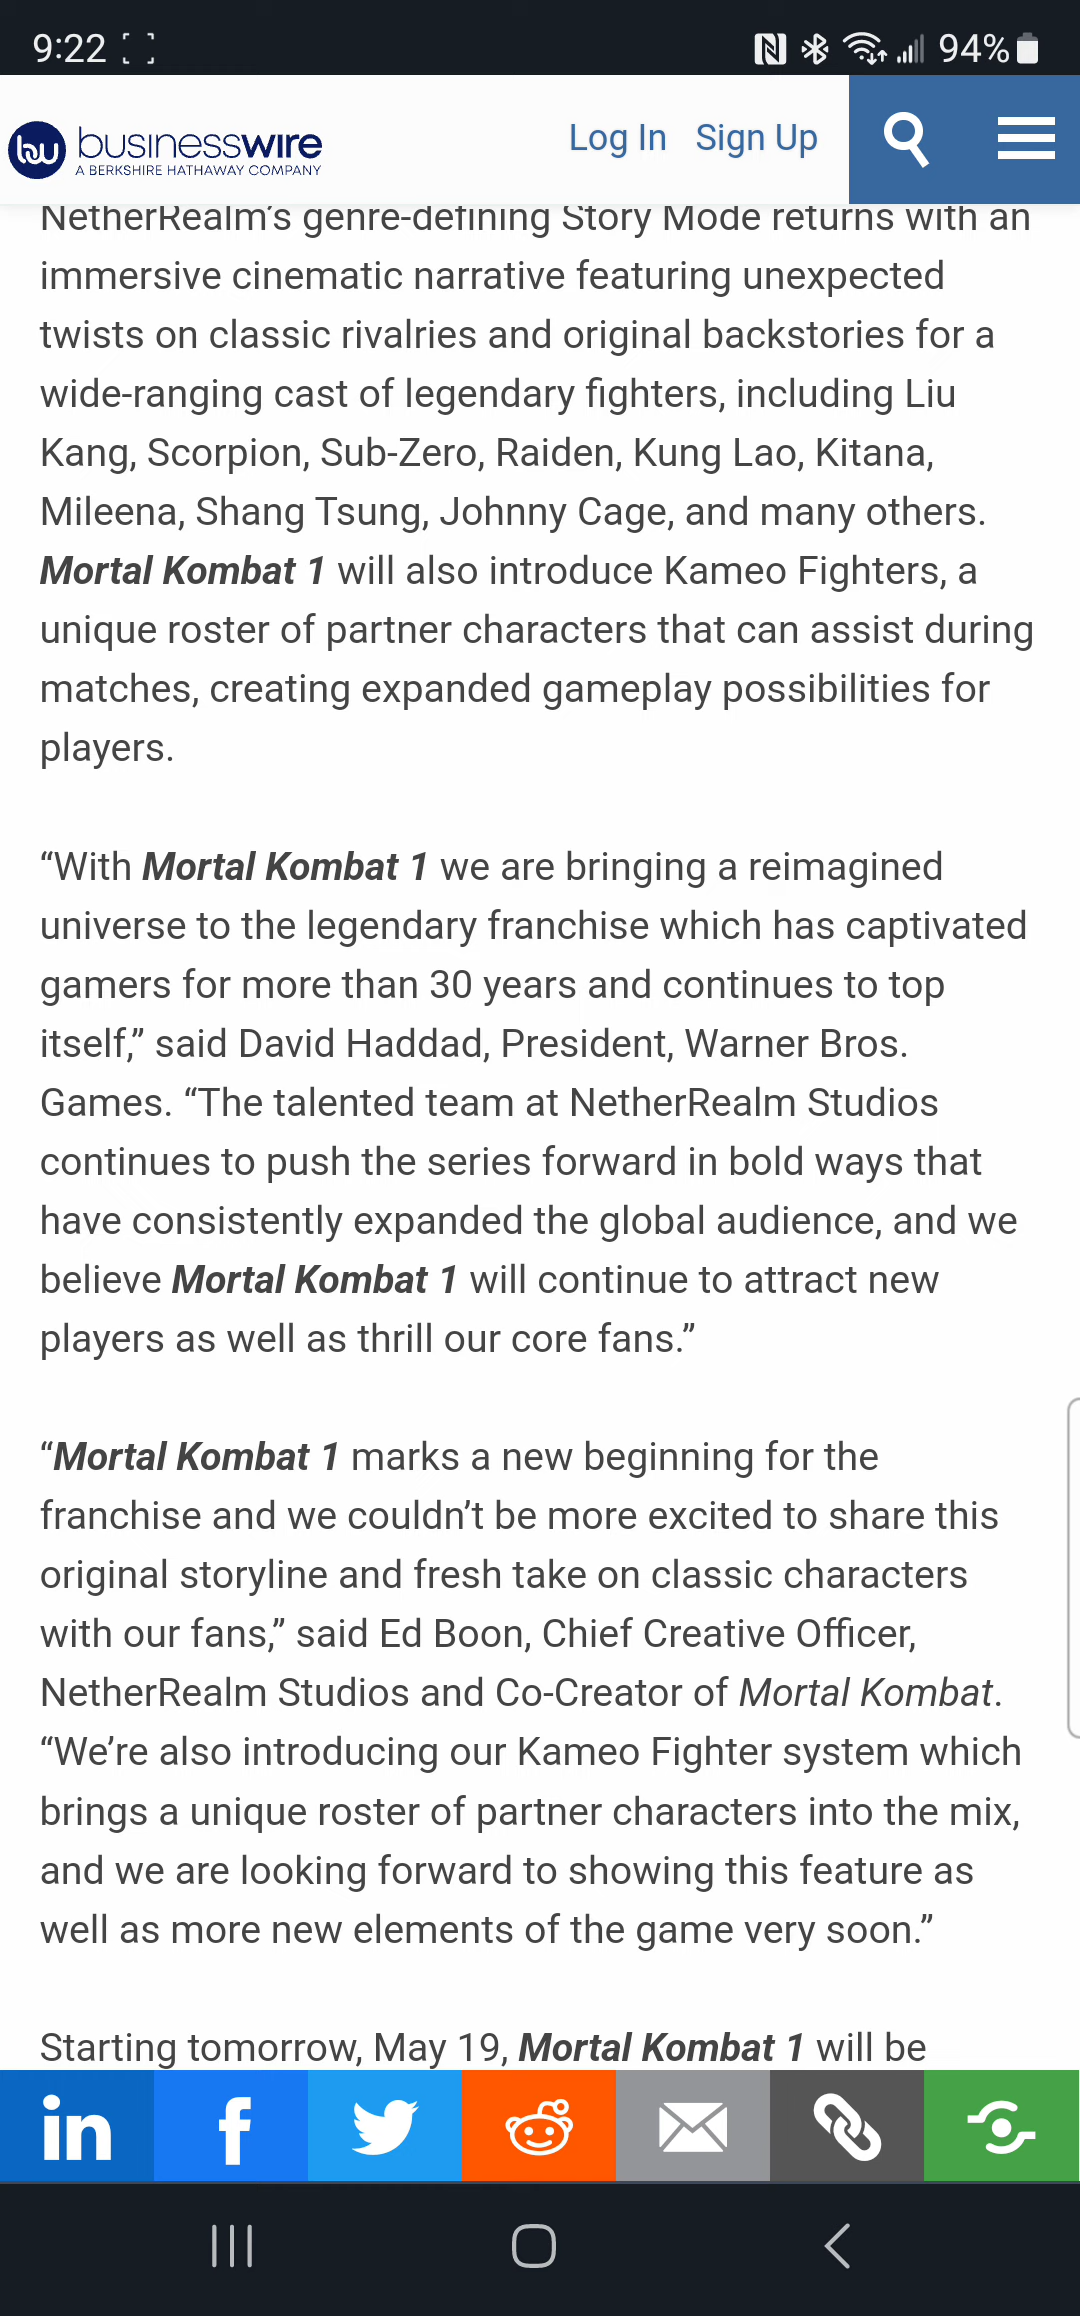 9:22
94%
bw businesswire
A BERKSHIRE HATHAWAY COMPANY
Log In Sign Up
NetherRealm’s genre-defining Story Mode returns with an
immersive cinematic narrative featuring unexpected
twists on classic rivalries and original backstories for a
wide-ranging cast of legendary fighters, including Liu
Kang, Scorpion, Sub-Zero, Raiden, Kung Lao, Kitana,
Mileena, Shang Tsung, Johnny Cage, and many others.
Mortal Kombat 1 will also introduce Kameo Fighters, a
unique roster of partner characters that can assist during
matches, creating expanded gameplay possibilities for
players.
“With Mortal Kombat 1 we are bringing a reimagined
universe to the legendary franchise which has captivated
gamers for more than 30 years and continues to top
itself,” said David Haddad, President, Warner Bros.
Games. “The talented team at NetherRealm Studios
continues to push the series forward in bold ways that
have consistently expanded the global audience, and we
believe Mortal Kombat 1 will continue to attract new
players as well as thrill our core fans.”
“Mortal Kombat 1 marks a new beginning for the
franchise and we couldn’t be more excited to share this
original storyline and fresh take on classic characters
with our fans,” said Ed Boon, Chief Creative Officer,
NetherRealm Studios and Co-Creator of Mortal Kombat.
“We’re also introducing our Kameo Fighter system which
brings a unique roster of partner characters into the mix,
and we are looking forward to showing this feature as
well as more new elements of the game very soon.”
Starting tomorrow, May 19, Mortal Kombat 1 will be
in f